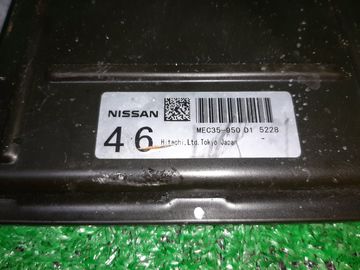 NISSAN MEC35-950 D1 5228
46 Hitachi,Ltd.Tokyo Japan